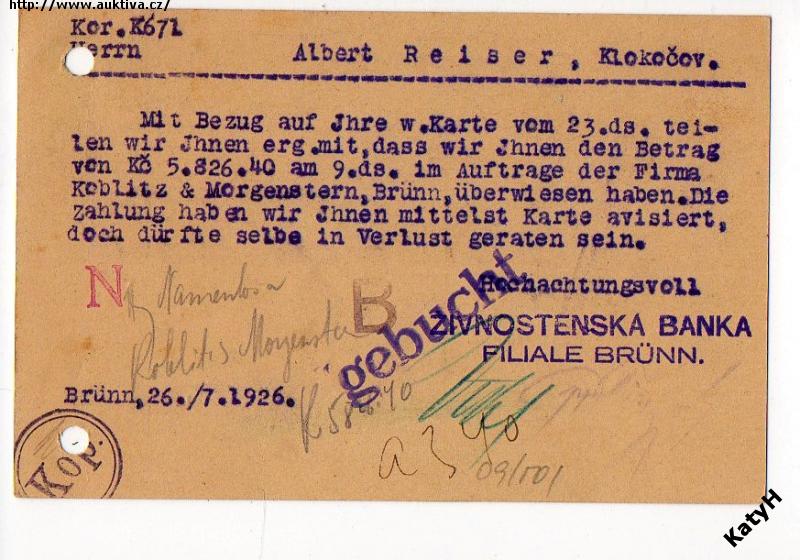 http://www.auktiva.cz/
Kor.K671
Herrn Albert Reiser, Klokočov.
Mit Bezug auf Jhre w.Karte vom 23.ds. tei-
len wir Jhnen erg.mit,dass wir Jhnen den Betrag
von Kč 5.826.40 am 9.ds. im Auftrage der Firma
Koblitz & Morgenstern,Brünn,überwiesen haben.Die
zahlung haben wir Jhnen mittelst Karte avisiert,
doch dürfte selbe in Verlust geraten sein.
Hochachtungsvoll
N
B
gebucht
ZIVNOSTENSKA BANKA
FILIALE BRÜNN.
Brünn,26./7.1926.
Kop.
KatyH